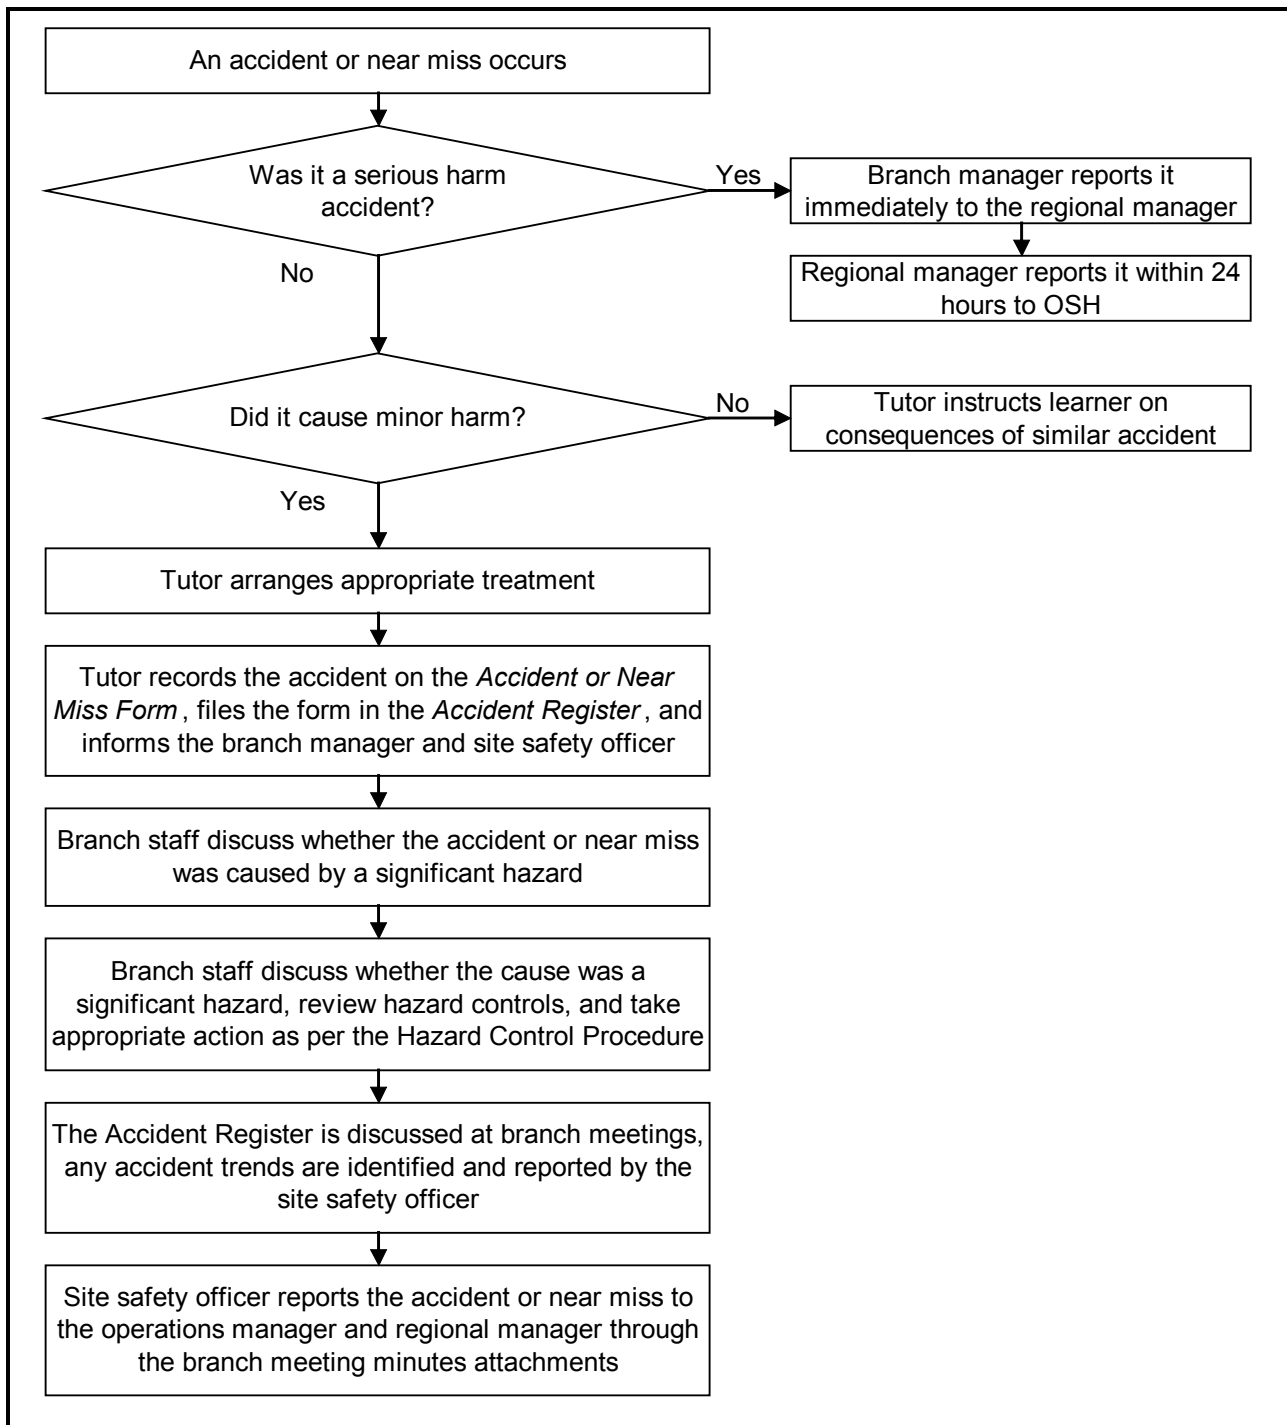 An accident or near miss occurs
Was it a serious harm
accident?
Yes
Branch manager reports it
immediately to the regional manager
Regional manager reports it within 24
hours to OSH
No
Did it cause minor harm?
No
Tutor instructs learner on
consequences of similar accident
Yes
Tutor arranges appropriate treatment
Tutor records the accident on the Accident or Near
Miss Form , files the form in the Accident Register , and
informs the branch manager and site safety officer
Branch staff discuss whether the accident or near miss
was caused by a significant hazard
Branch staff discuss whether the cause was a
significant hazard, review hazard controls, and take
appropriate action as per the Hazard Control Procedure
The Accident Register is discussed at branch meetings,
any accident trends are identified and reported by the
site safety officer
Site safety officer reports the accident or near miss to
the operations manager and regional manager through
the branch meeting minutes attachments